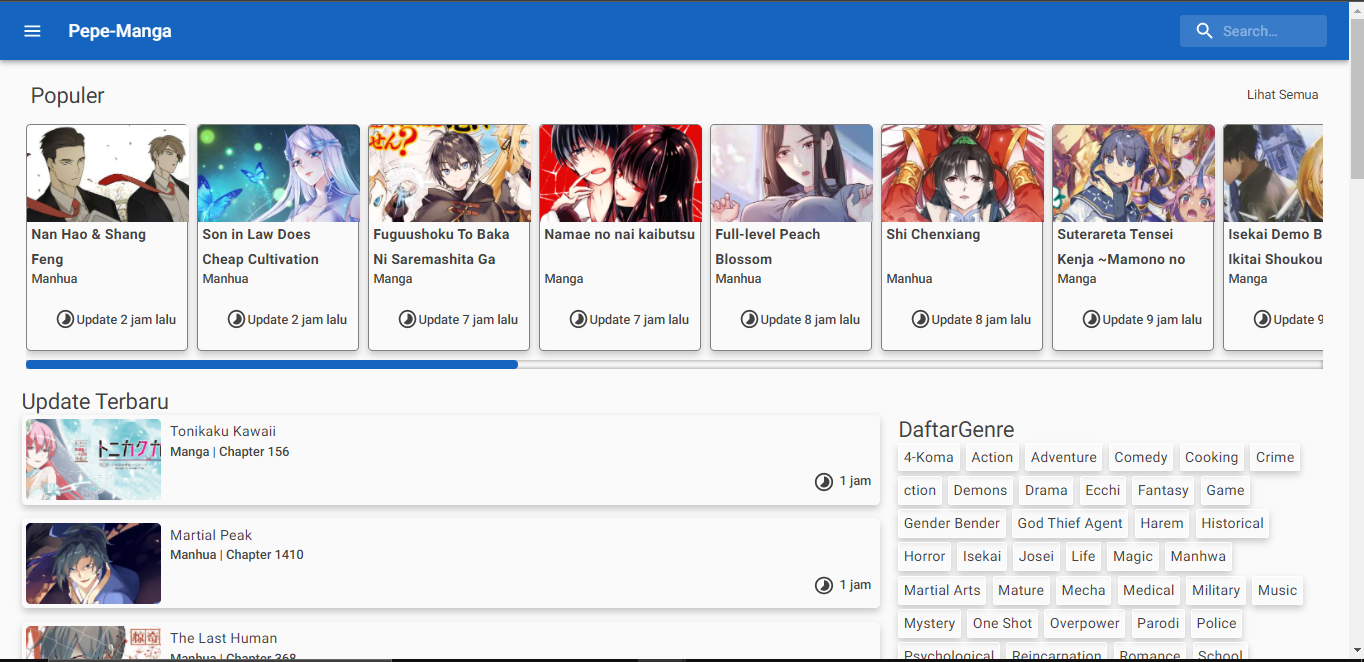 Pepe-Manga
Search...
Populer
Lihat Semua
せん?
Nan Hao & Shang
Feng
Manhua
Update 2 jam lalu
Son in Law Does
Cheap Cultivation
Manhua
Update 2 jam lalu
Fuguushoku To Baka
Ni Saremashita Ga
Manga
Update 7 jam lalu
Namae no nai kaibutsu
Manga
Update 7 jam lalu
Full-level Peach
Blossom
Manhua
Update 8 jam lalu
Shi Chenxiang
Manhua
Update 8 jam lalu
Suterareta Tensei
Kenja ~Mamono no
Manga
Update 9 jam lalu
Isekai Demo B
Ikitai Shoukou
Manga
Update 9
Update Terbaru
トニカクカ
Tonikaku Kawaii
Manga | Chapter 156
1 jam
Martial Peak
Manhua | Chapter 1410
1 jam
The Last Human
Manhua | Chapter 368
DaftarGenre
4-Koma Action Adventure Comedy Cooking Crime
ction Demons Drama Ecchi Fantasy Game
Gender Bender God Thief Agent Harem Historical
Horror Isekai Josei Life Magic Manhwa
Martial Arts Mature Mecha Medical Military Music
Mystery One Shot Overpower Parodi Police
Psychological Reincarnation Romance School